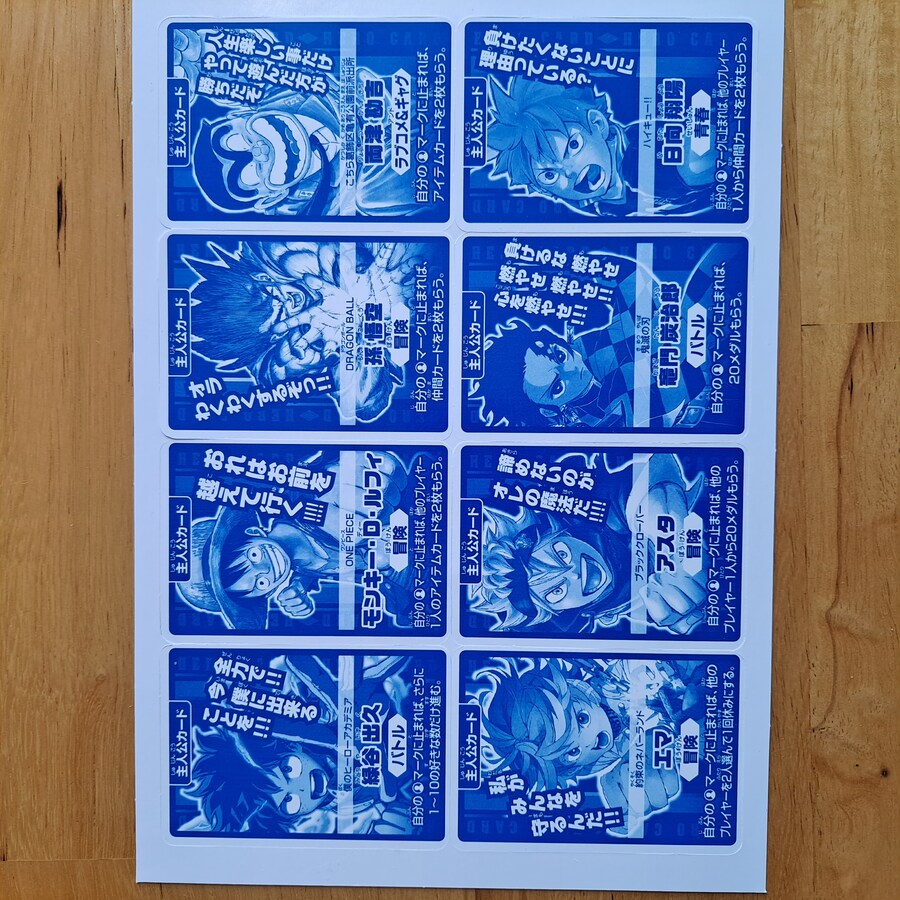 主人公カード
全力で!!
今 僕に出来る
ことを!!
僕のヒーローアカデミア
緑谷 出久
バトル
自分のマークに止まれば、さらに
1〜10の好きな数だけ進む。
主人公カード
おれはお前を
越えて行く!!!!
ONE PIECE
モンキー・D・ルフィ
冒険
自分のマークに止まれば、他のプレイヤー
1人のアイテムカードを2枚もらう。
主人公カード
オラ
わくわくするぞっ!!
DRAGON BALL
孫 悟空
冒険
自分のマークに止まれば、
仲間カードを2枚もらう。
主人公カード
人生楽しい事だけ
やって遊んだ方が
勝ちだぞ
こちら葛飾区亀有公園前派出所
両津 勘吉
ラブコメ&ギャグ
自分のマークに止まれば、
アイテムカードを2枚もらう。
主人公カード
私が
みんなを
守るんだ!!
約束のネバーランド
エマ
冒険
自分のマークに止まれば、他の
プレイヤーを2人選んで1回休みにする。
主人公カード
諦めないのが
オレの魔法だ!!
ブラッククローバー
アスタ
冒険
自分のマークに止まれば、他の
プレイヤー1人から20メダルもらう。
主人公カード
負けるな 燃やせ
燃やせ 燃やせ!!
心を燃やせ!!!
鬼滅の刃
竈門 炭治郎
バトル
自分のマークに止まれば、
20メダルもらう。
主人公カード
負けたくないことに
理由っている?
ハイキュー!!
日向 翔陽
青春
自分のマークに止まれば、他のプレイヤー
1人から仲間カードを2枚もらう。